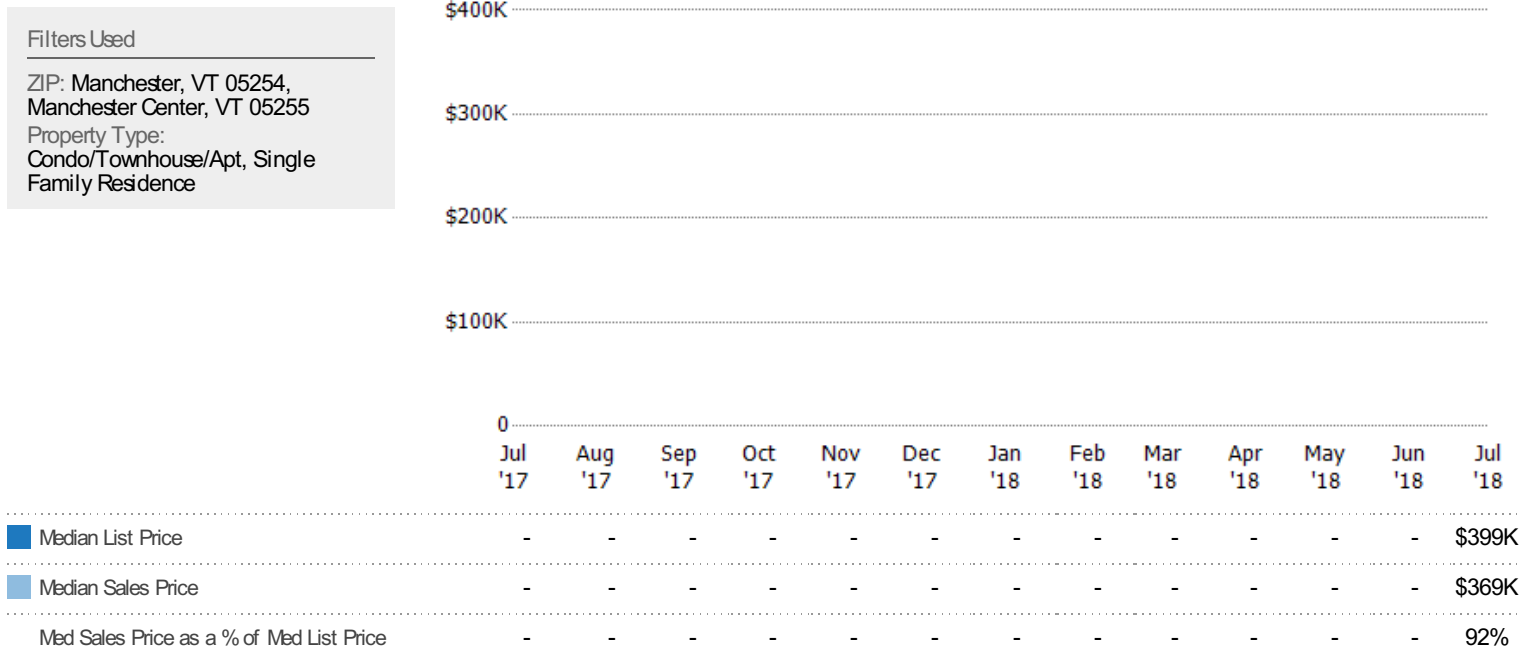 Filters Used
ZIP: Manchester, VT 05254,
Manchester Center, VT 05255
Property Type:
Condo/Townhouse/Apt, Single
Family Residence
$400K
$300K
$200K
$100K
0
Jul Aug Sep Oct Nov Dec Jan Feb Mar Apr May Jun Jul
'17 '17 '17 '17 '17 '17 '18 '18 '18 '18 '18 '18 '18
Median List Price - - - - - - - - - - - - $399K
Median Sales Price - - - - - - - - - - - - $369K
Med Sales Price as a % of Med List Price - - - - - - - - - - - - 92%